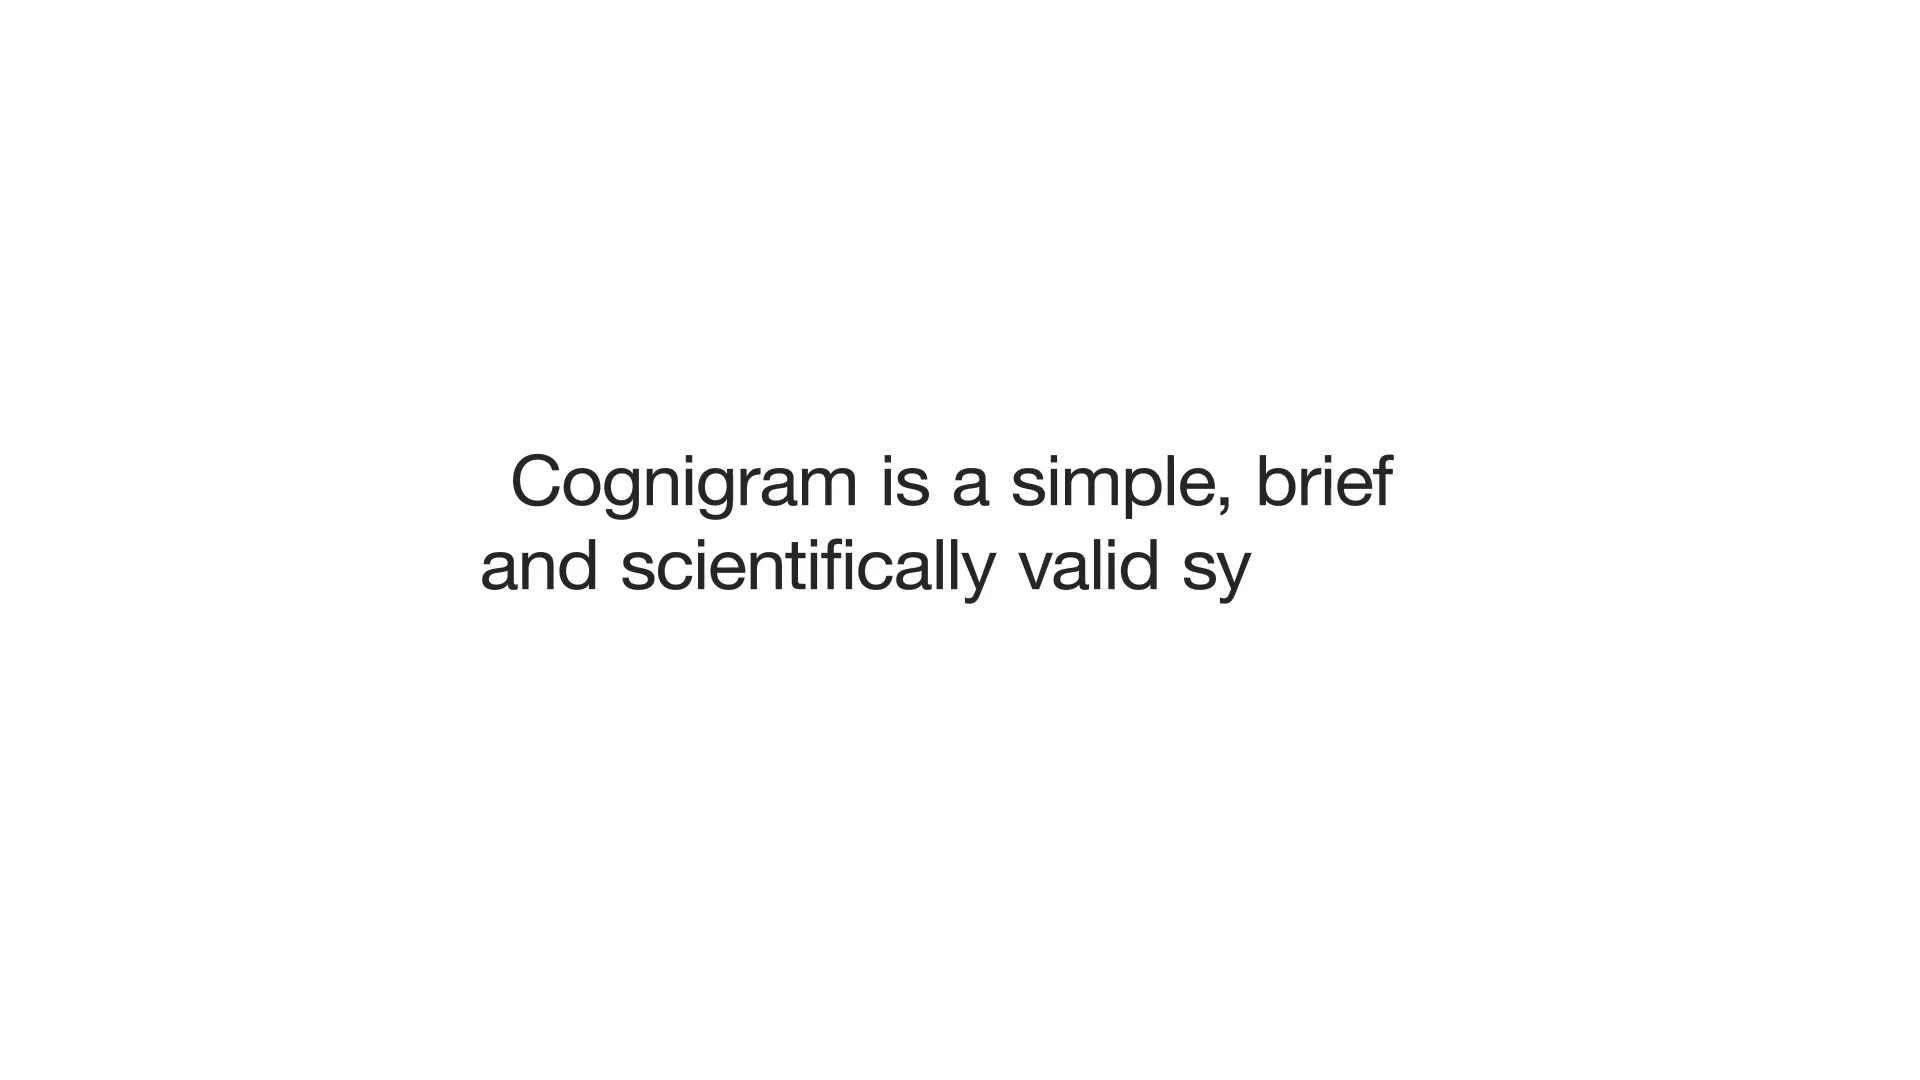 Cognigram is a simple, brief
and scientifically valid sy